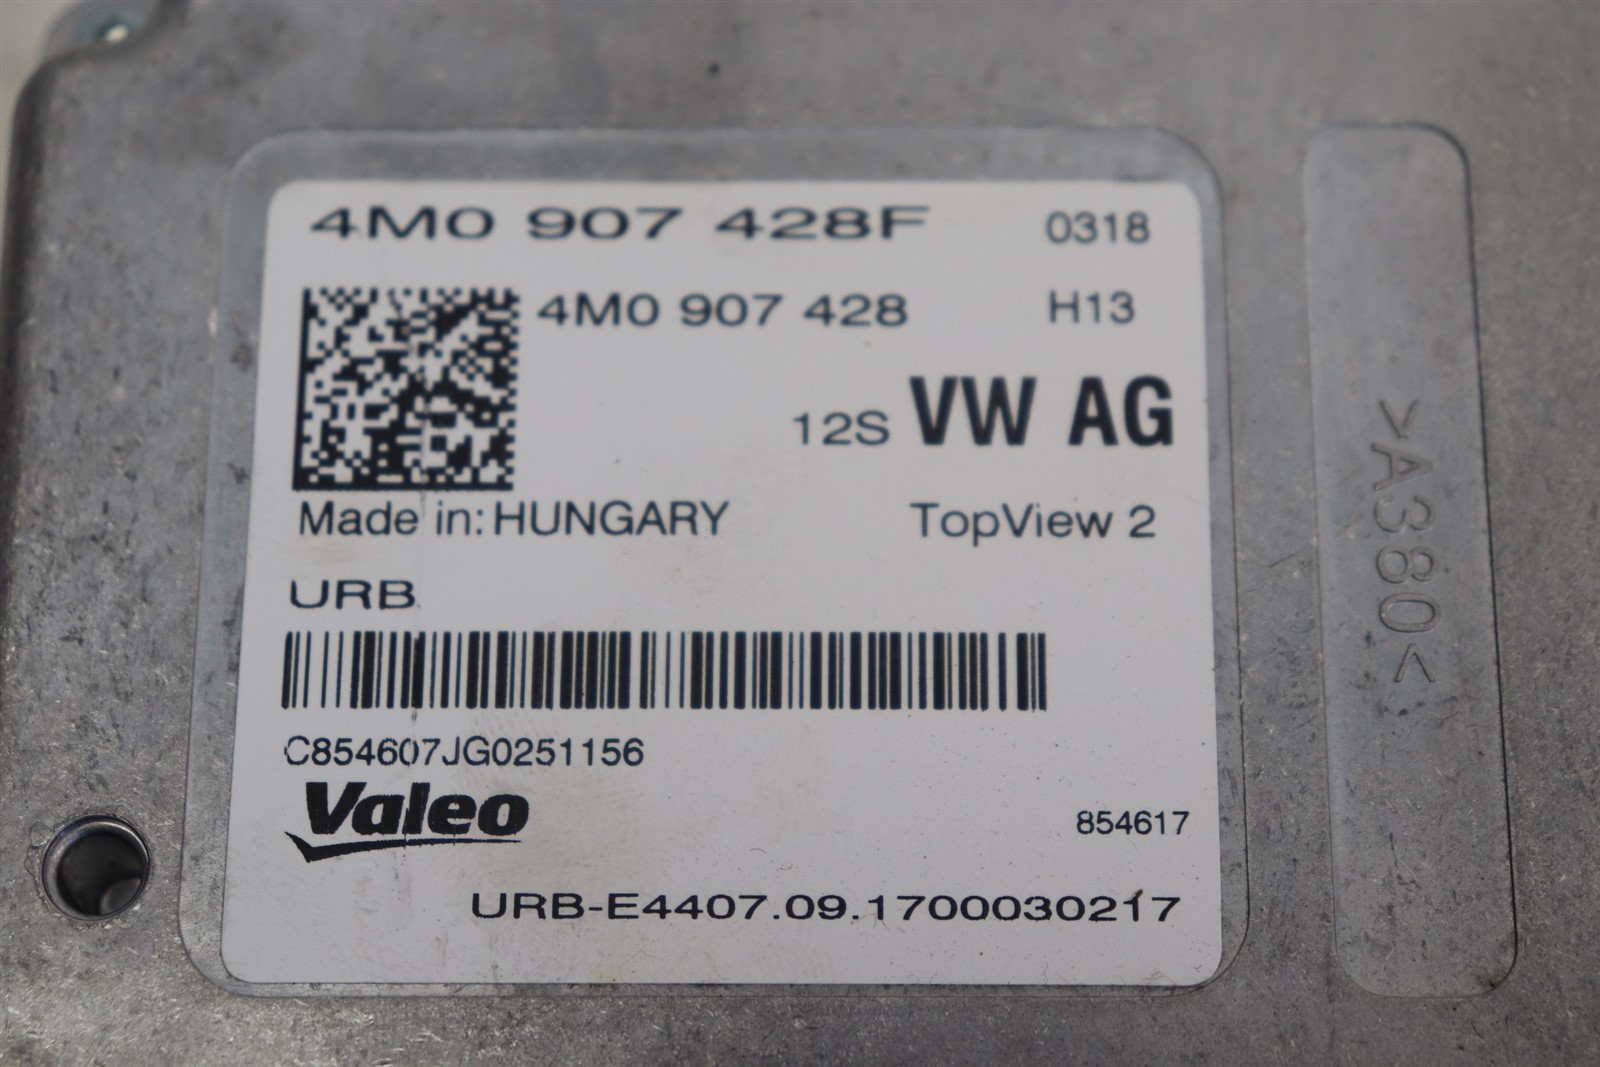 4M0 907 428F 0318
4M0 907 428 H13
12S VW AG
Made in: HUNGARY TopView 2
URB
C854607JG0251156
Valeo
854617
URB-E4407.09.1700030217
>A380<